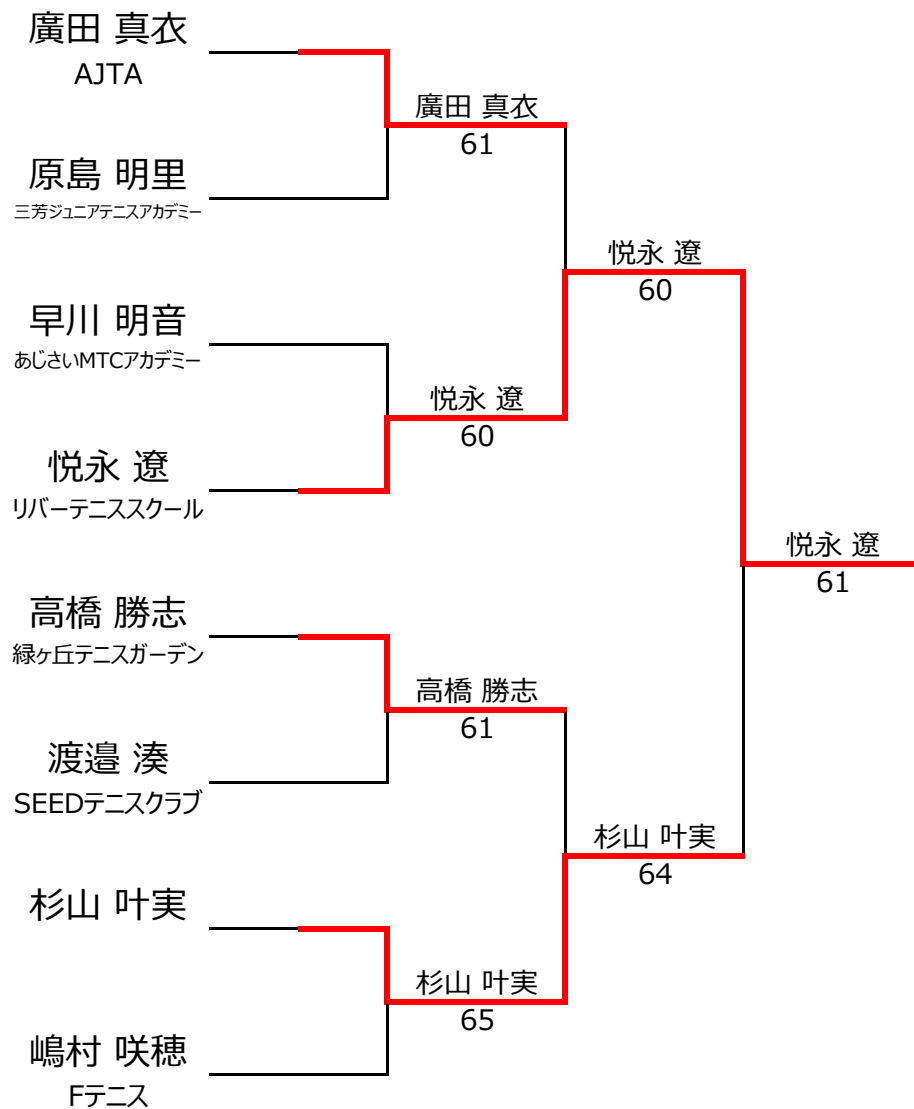 廣田 真衣
AJTA
原島 明里
三芳ジュニアテニスアカデミー
早川 明音
あじさいMTCアカデミー
悦永 遼
リバーテニススクール
高橋 勝志
緑ヶ丘テニスガーデン
渡邉 湊
SEEDテニスクラブ
杉山 叶実
嶋村 咲穂
Fテニス
廣田 真衣
61
悦永 遼
60
高橋 勝志
61
杉山 叶実
65
悦永 遼
60
杉山 叶実
64
悦永 遼
61